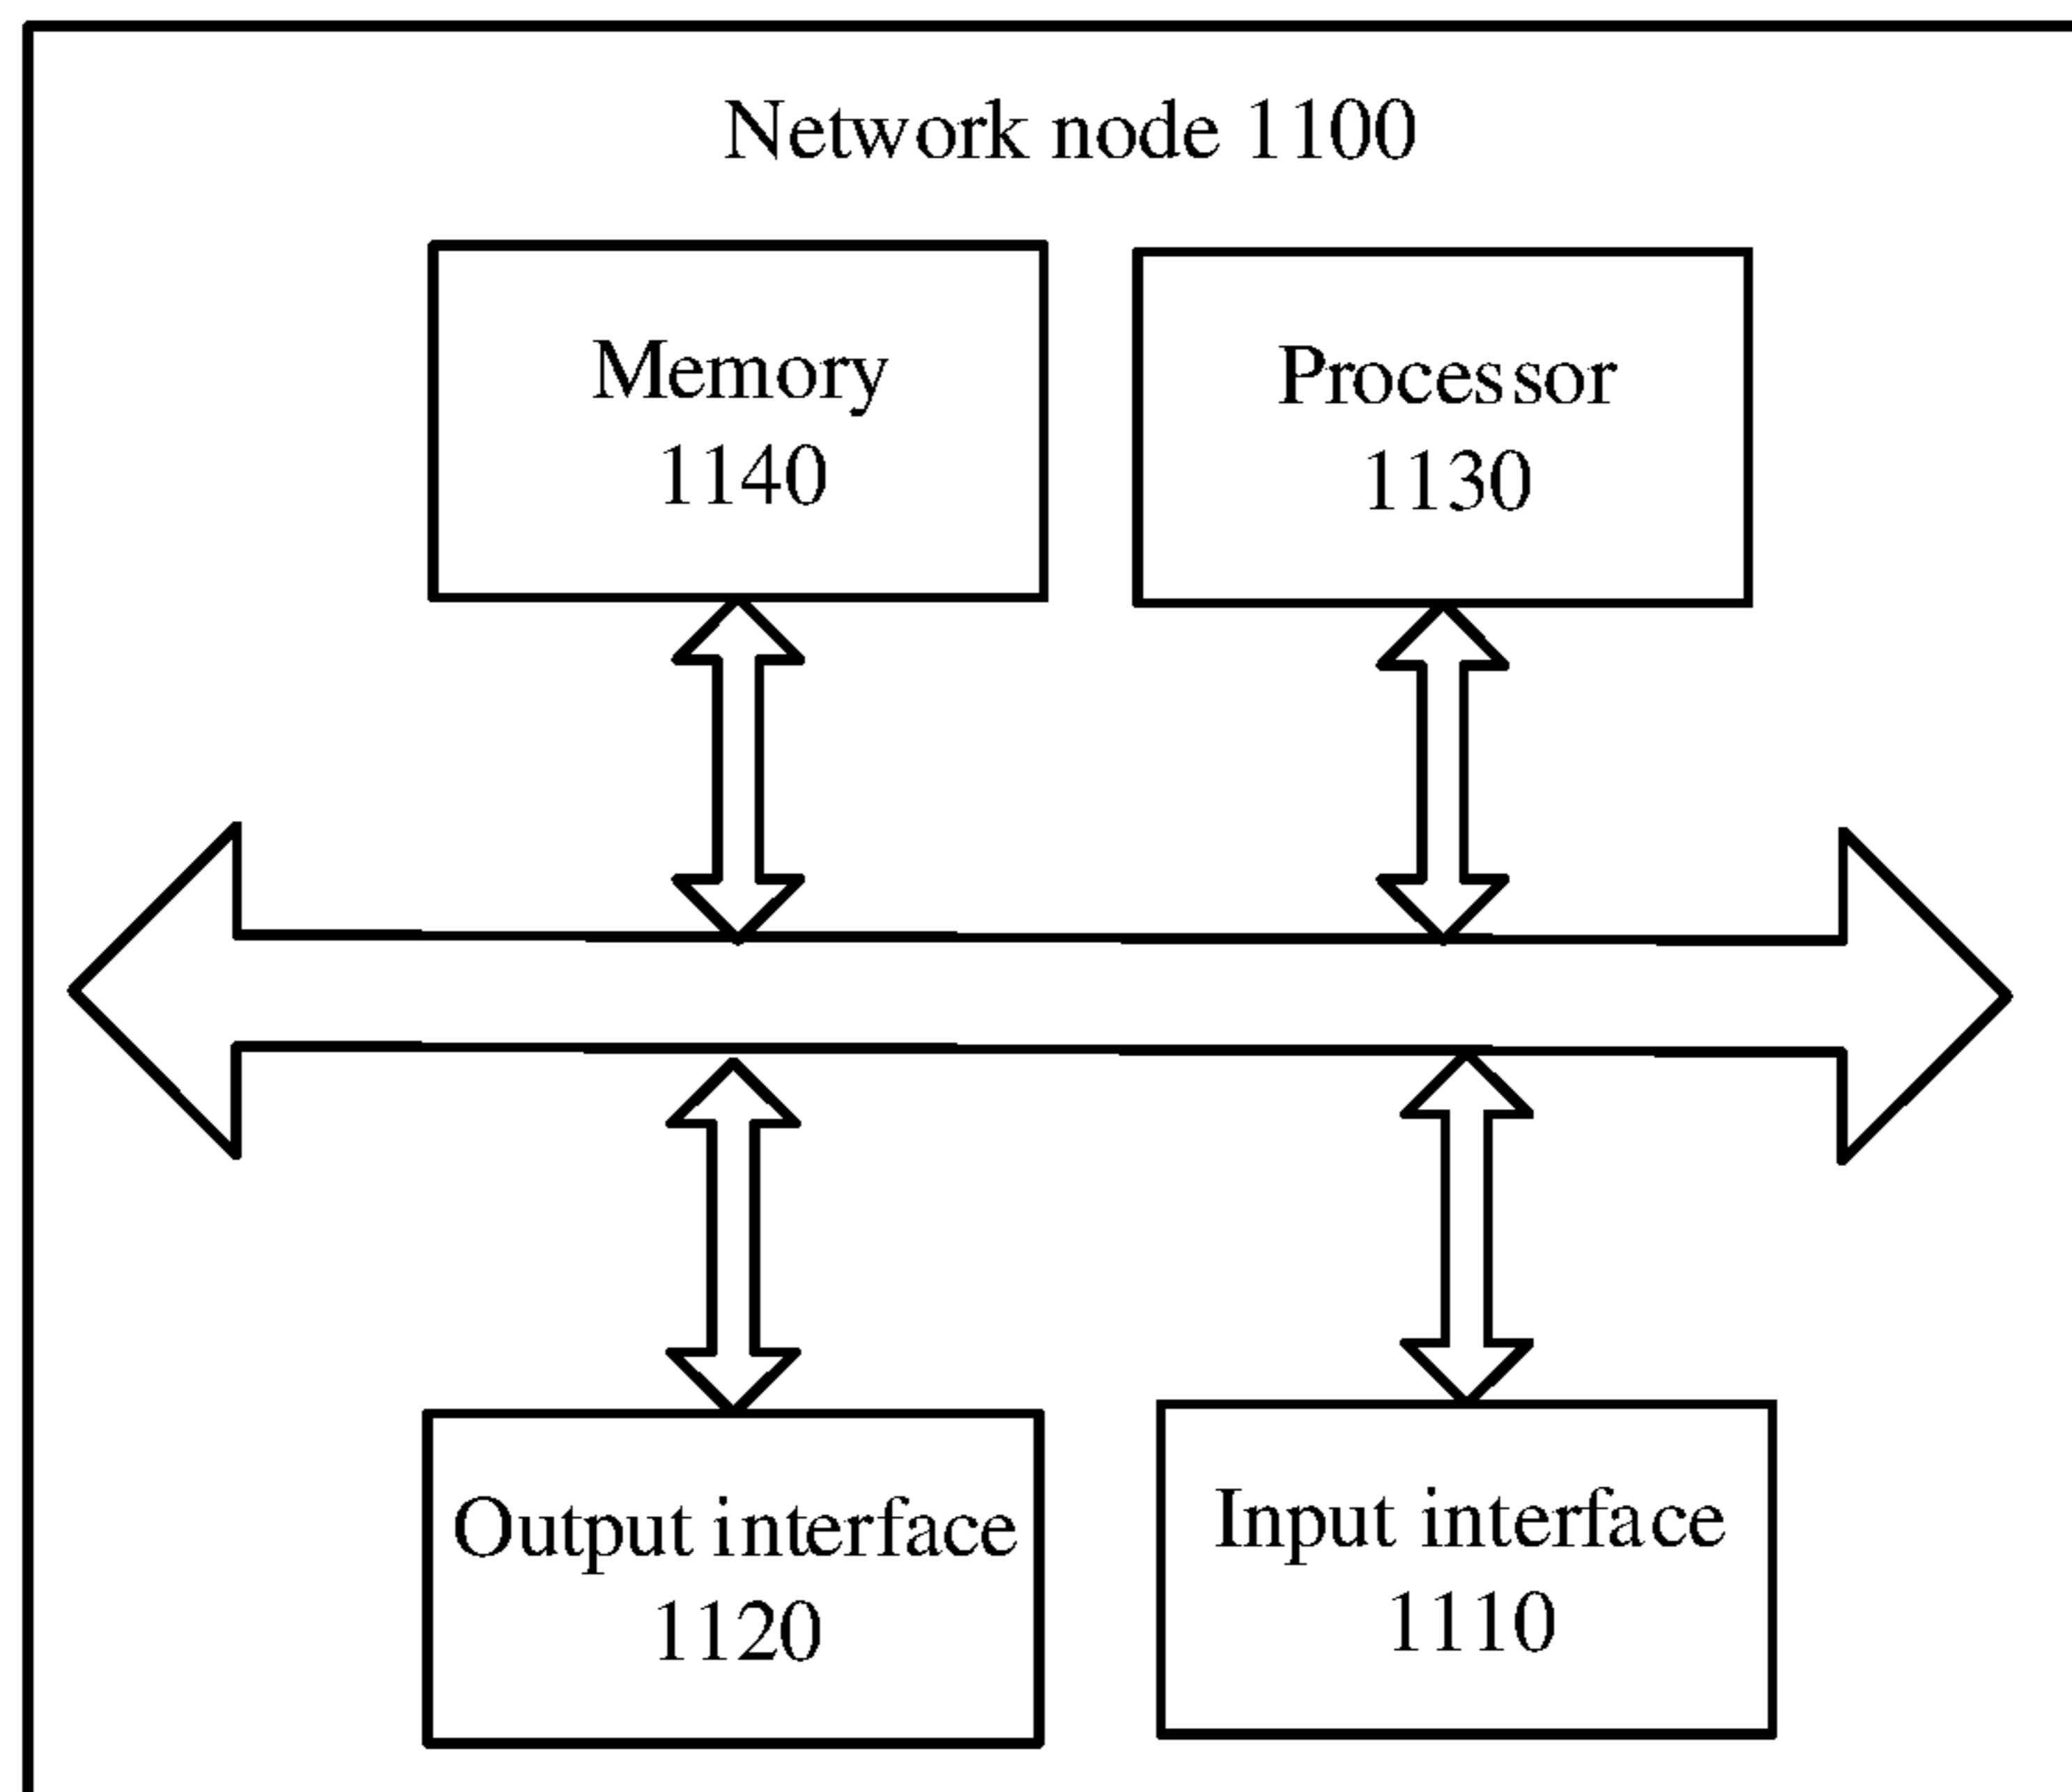 Network node 1100
Memory
1140
Processor
1130
Output interface
1120
Input interface
1110